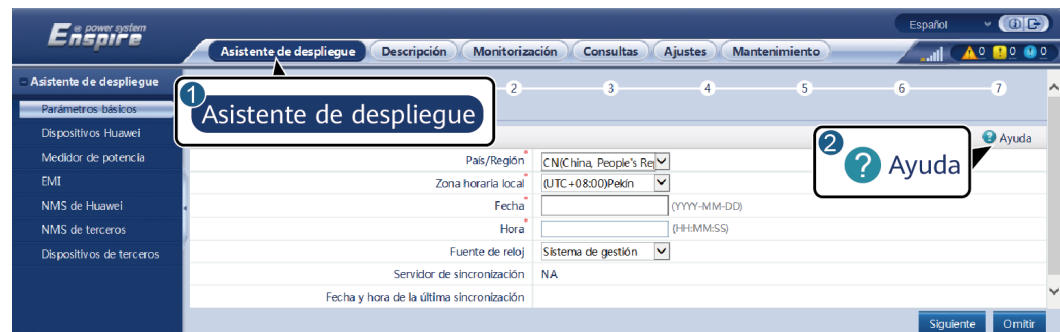 e power system
Enspire
Español
Asistente de despliegue
Descripción
Monitorización
Consultas
Ajustes
Mantenimiento
0
0
0
Asistente de despliegue
Parámetros básicos
Dispositivos Huawei
Medidor de potencia
EMI
NMS de Huawei
NMS de terceros
Dispositivos de terceros
1
Asistente de despliegue
2
3
4
5
6
7
? Ayuda
2
? Ayuda
País/Región*
CN(China, People's Re
Zona horaria local*
(UTC+08:00)Pekín
Fecha*
(YYYY-MM-DD)
Hora*
(HH:MM:SS)
Fuente de reloj
Sistema de gestión
Servidor de sincronización
NA
Fecha y hora de la última sincronización
Siguiente
Omitir